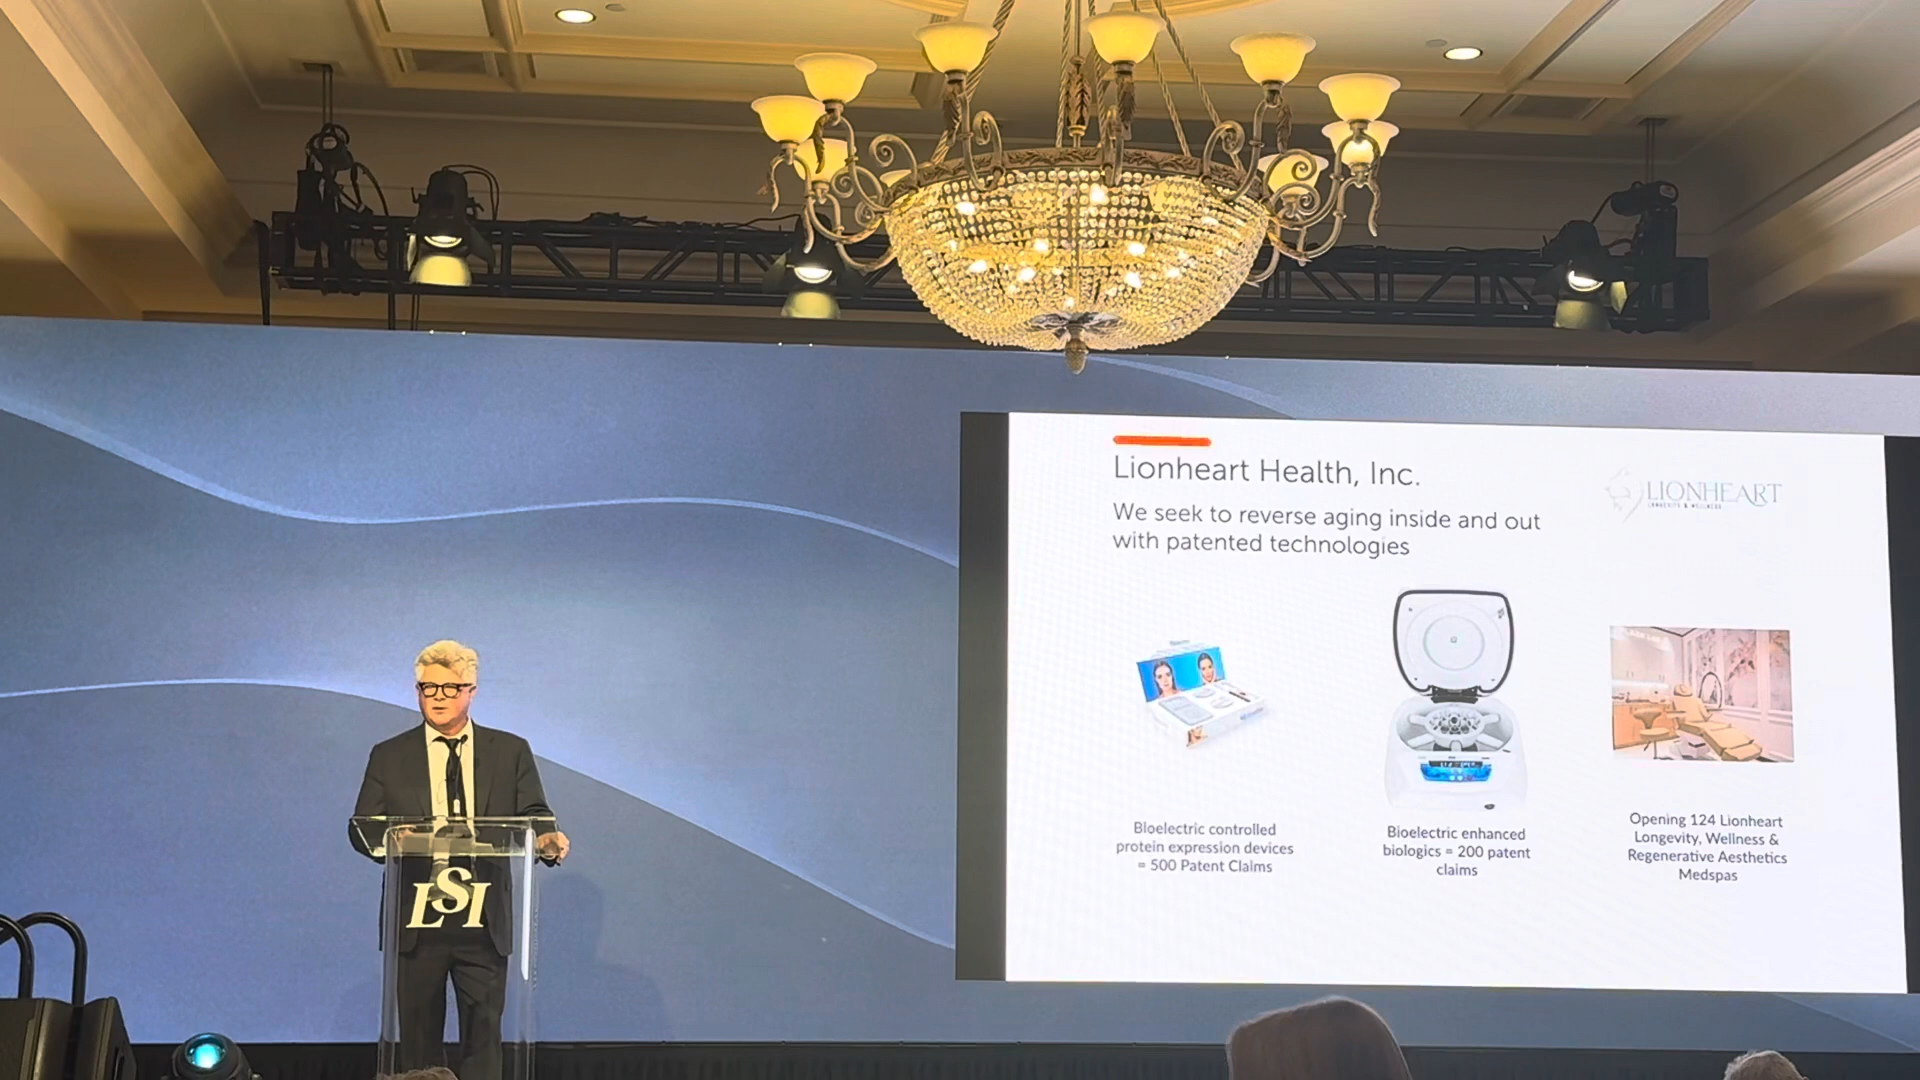 Lionheart Health, Inc.
We seek to reverse aging inside and out
with patented technologies
LIONHEART
LONGEVITY & WELLNESS
Bioelectric controlled
protein expression devices
= 500 Patent Claims
Bioelectric enhanced
biologics = 200 patent
claims
Opening 124 Lionheart
Longevity, Wellness &
Regenerative Aesthetics
Medspas
LSI